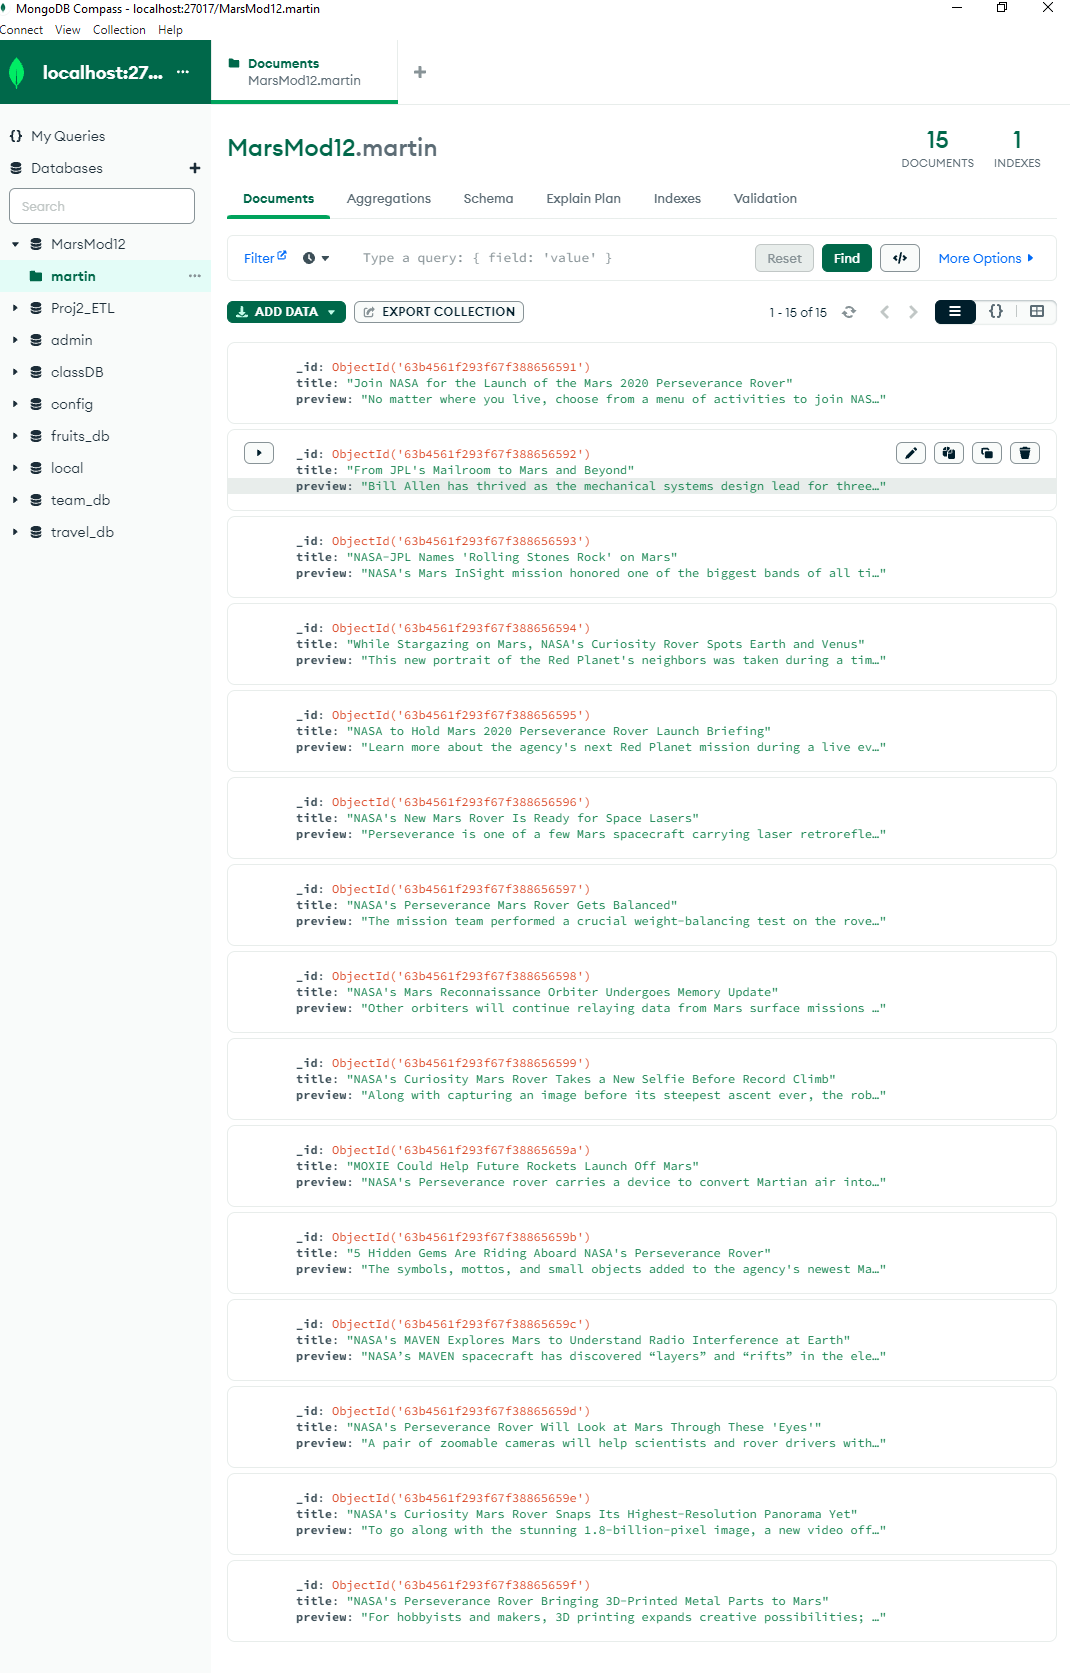 MongoDB Compass - localhost:27017/MarsMod12.martin
Connect View Collection Help
localhost:27... ...
Documents
MarsMod12.martin
+
My Queries
Databases +
Search
MarsMod12
martin ...
Proj2_ETL
admin
classDB
config
fruits_db
local
team_db
travel_db
MarsMod12.martin
15
DOCUMENTS
1
INDEXES
Documents Aggregations Schema Explain Plan Indexes Validation
Filter Type a query: { field: 'value' } Reset Find </> More Options
ADD DATA EXPORT COLLECTION 1 - 15 of 15 {}
_id: ObjectId('63b4561f293f67f388656591')
title: "Join NASA for the Launch of the Mars 2020 Perseverance Rover"
preview: "No matter where you live, choose from a menu of activities to join NAS…"
_id: ObjectId('63b4561f293f67f388656592')
title: "From JPL's Mailroom to Mars and Beyond"
preview: "Bill Allen has thrived as the mechanical systems design lead for three…"
_id: ObjectId('63b4561f293f67f388656593')
title: "NASA-JPL Names 'Rolling Stones Rock' on Mars"
preview: "NASA's Mars InSight mission honored one of the biggest bands of all ti…"
_id: ObjectId('63b4561f293f67f388656594')
title: "While Stargazing on Mars, NASA's Curiosity Rover Spots Earth and Venus"
preview: "This new portrait of the Red Planet's neighbors was taken during a tim…"
_id: ObjectId('63b4561f293f67f388656595')
title: "NASA to Hold Mars 2020 Perseverance Rover Launch Briefing"
preview: "Learn more about the agency's next Red Planet mission during a live ev…"
_id: ObjectId('63b4561f293f67f388656596')
title: "NASA's New Mars Rover Is Ready for Space Lasers"
preview: "Perseverance is one of a few Mars spacecraft carrying laser retrorefle…"
_id: ObjectId('63b4561f293f67f388656597')
title: "NASA's Perseverance Mars Rover Gets Balanced"
preview: "The mission team performed a crucial weight-balancing test on the rove…"
_id: ObjectId('63b4561f293f67f388656598')
title: "NASA's Mars Reconnaissance Orbiter Undergoes Memory Update"
preview: "Other orbiters will continue relaying data from Mars surface missions …"
_id: ObjectId('63b4561f293f67f388656599')
title: "NASA's Curiosity Mars Rover Takes a New Selfie Before Record Climb"
preview: "Along with capturing an image before its steepest ascent ever, the rob…"
_id: ObjectId('63b4561f293f67f38865659a')
title: "MOXIE Could Help Future Rockets Launch Off Mars"
preview: "NASA's Perseverance rover carries a device to convert Martian air into…"
_id: ObjectId('63b4561f293f67f38865659b')
title: "5 Hidden Gems Are Riding Aboard NASA's Perseverance Rover"
preview: "The symbols, mottos, and small objects added to the agency's newest Ma…"
_id: ObjectId('63b4561f293f67f38865659c')
title: "NASA's MAVEN Explores Mars to Understand Radio Interference at Earth"
preview: "NASA’s MAVEN spacecraft has discovered “layers” and “rifts” in the ele…"
_id: ObjectId('63b4561f293f67f38865659d')
title: "NASA's Perseverance Rover Will Look at Mars Through These 'Eyes'"
preview: "A pair of zoomable cameras will help scientists and rover drivers with…"
_id: ObjectId('63b4561f293f67f38865659e')
title: "NASA's Curiosity Mars Rover Snaps Its Highest-Resolution Panorama Yet"
preview: "To go along with the stunning 1.8-billion-pixel image, a new video off…"
_id: ObjectId('63b4561f293f67f38865659f')
title: "NASA's Perseverance Rover Bringing 3D-Printed Metal Parts to Mars"
preview: "For hobbyists and makers, 3D printing expands creative possibilities; …"